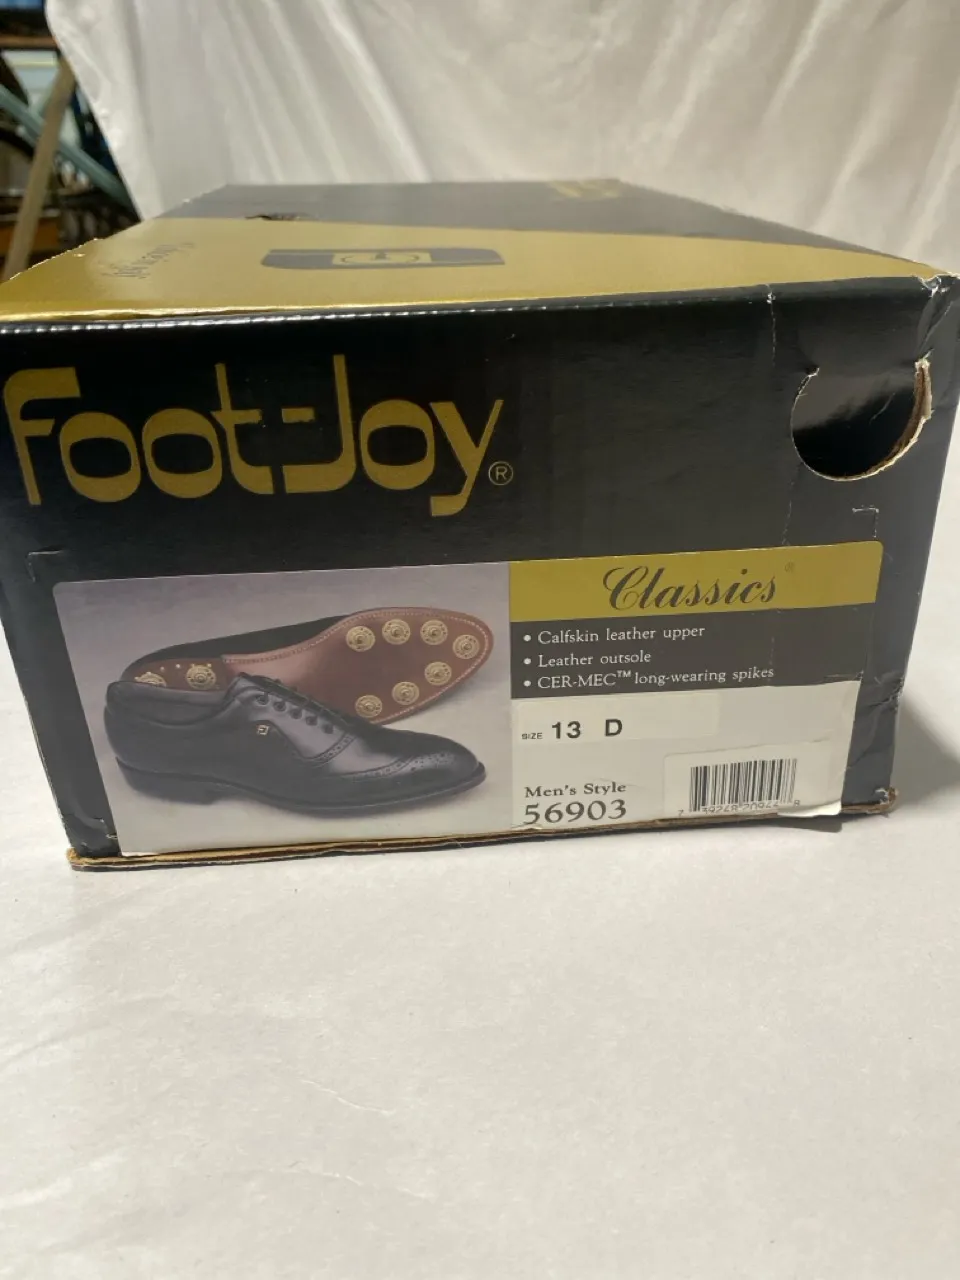 Foot-Joy®
Classics®
• Calfskin leather upper
• Leather outsole
• CER-MEC™ long-wearing spikes
SIZE 13 D
Men's Style
56903